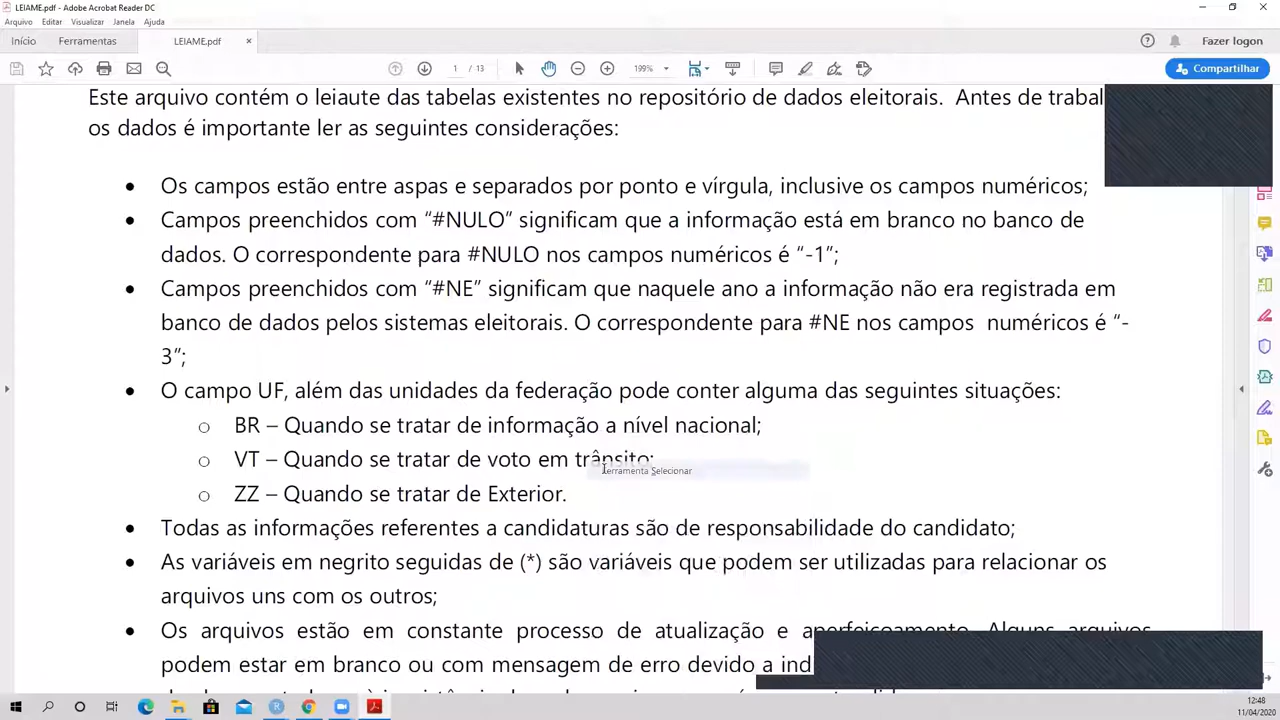 LEIAME.pdf - Adobe Acrobat Reader DC
Arquivo Editar Visualizar Janela Ajuda
Início Ferramentas LEIAME.pdf × Fazer logon
1 / 13 199% Compartilhar
Este arquivo contém o leiaute das tabelas existentes no repositório de dados eleitorais. Antes de
os dados é importante ler as seguintes considerações:
• Os campos estão entre aspas e separados por ponto e vírgula, inclusive os campos numéricos;
• Campos preenchidos com “#NULO” significam que a informação está em branco no banco de
dados. O correspondente para #NULO nos campos numéricos é “-1”;
• Campos preenchidos com “#NE” significam que naquele ano a informação não era registrada em
banco de dados pelos sistemas eleitorais. O correspondente para #NE nos campos numéricos é “-
3”;
• O campo UF, além das unidades da federação pode conter alguma das seguintes situações:
○ BR – Quando se tratar de informação a nível nacional;
○ VT – Quando se tratar de voto em trânsito;
Ferramenta Selecionar
○ ZZ – Quando se tratar de Exterior.
• Todas as informações referentes a candidaturas são de responsabilidade do candidato;
• As variáveis em negrito seguidas de (*) são variáveis que podem ser utilizadas para relacionar os
arquivos uns com os outros;
• Os arquivos estão em constante processo de atualização e aperfeiçoamento. Alguns arquivos
podem estar em branco ou com mensagem de erro devido a
12:48
11/04/2020